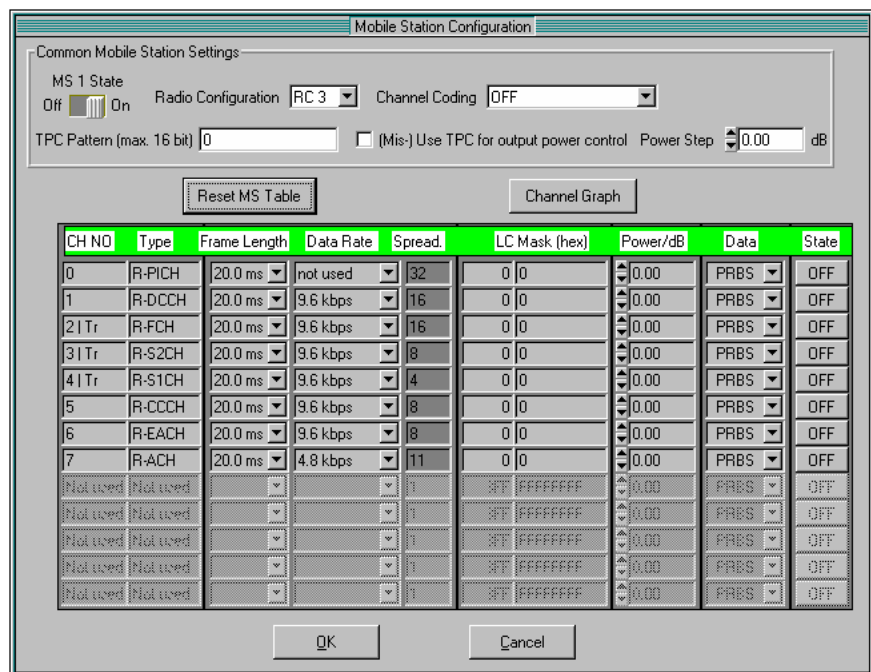 Mobile Station Configuration
Common Mobile Station Settings
MS 1 State
Off On Radio Configuration RC 3 Channel Coding OFF
TPC Pattern (max. 16 bit) 0 (Mis-) Use TPC for output power control Power Step 0.00 dB
Reset MS Table Channel Graph
CH NO Type Frame Length Data Rate Spread. LC Mask (hex) Power/dB Data State
0 R-PICH 20.0 ms not used 32 0 0 0.00 PRBS OFF
1 R-DCCH 20.0 ms 9.6 kbps 16 0 0 0.00 PRBS OFF
2 | Tr R-FCH 20.0 ms 9.6 kbps 16 0 0 0.00 PRBS OFF
3 | Tr R-S2CH 20.0 ms 9.6 kbps 8 0 0 0.00 PRBS OFF
4 | Tr R-S1CH 20.0 ms 9.6 kbps 4 0 0 0.00 PRBS OFF
5 R-CCCH 20.0 ms 9.6 kbps 8 0 0 0.00 PRBS OFF
6 R-EACH 20.0 ms 9.6 kbps 8 0 0 0.00 PRBS OFF
7 R-ACH 20.0 ms 4.8 kbps 11 0 0 0.00 PRBS OFF
Not used Not used 1 3FF FFFFFFFF 0.00 PRBS OFF
Not used Not used 1 3FF FFFFFFFF 0.00 PRBS OFF
Not used Not used 1 3FF FFFFFFFF 0.00 PRBS OFF
Not used Not used 1 3FF FFFFFFFF 0.00 PRBS OFF
Not used Not used 1 3FF FFFFFFFF 0.00 PRBS OFF
OK Cancel